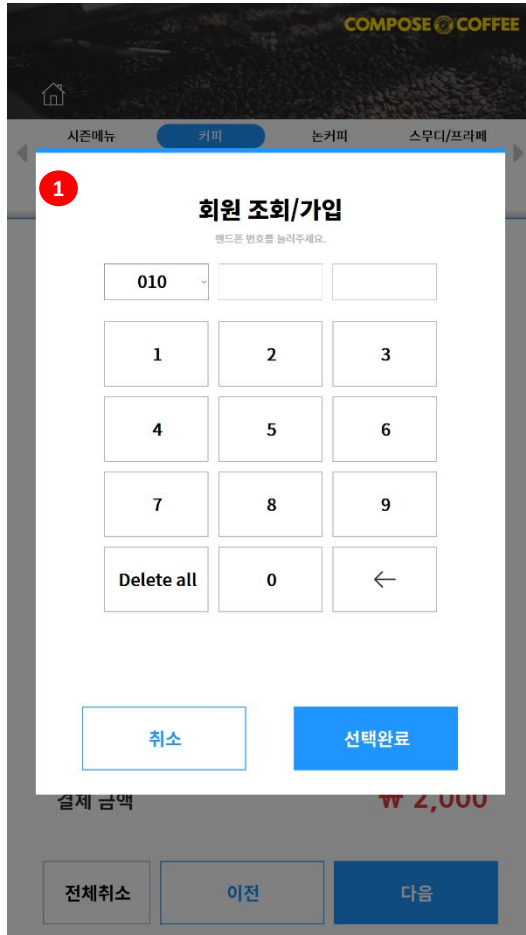 COMPOSE COFFEE
시즌메뉴 커피 논커피 스무디/프라페
1
회원 조회/가입
핸드폰 번호를 눌러주세요.
010
1 2 3
4 5 6
7 8 9
Delete all 0 ←
취소 선택완료
결제 금액 ₩ 2,000
전체취소 이전 다음